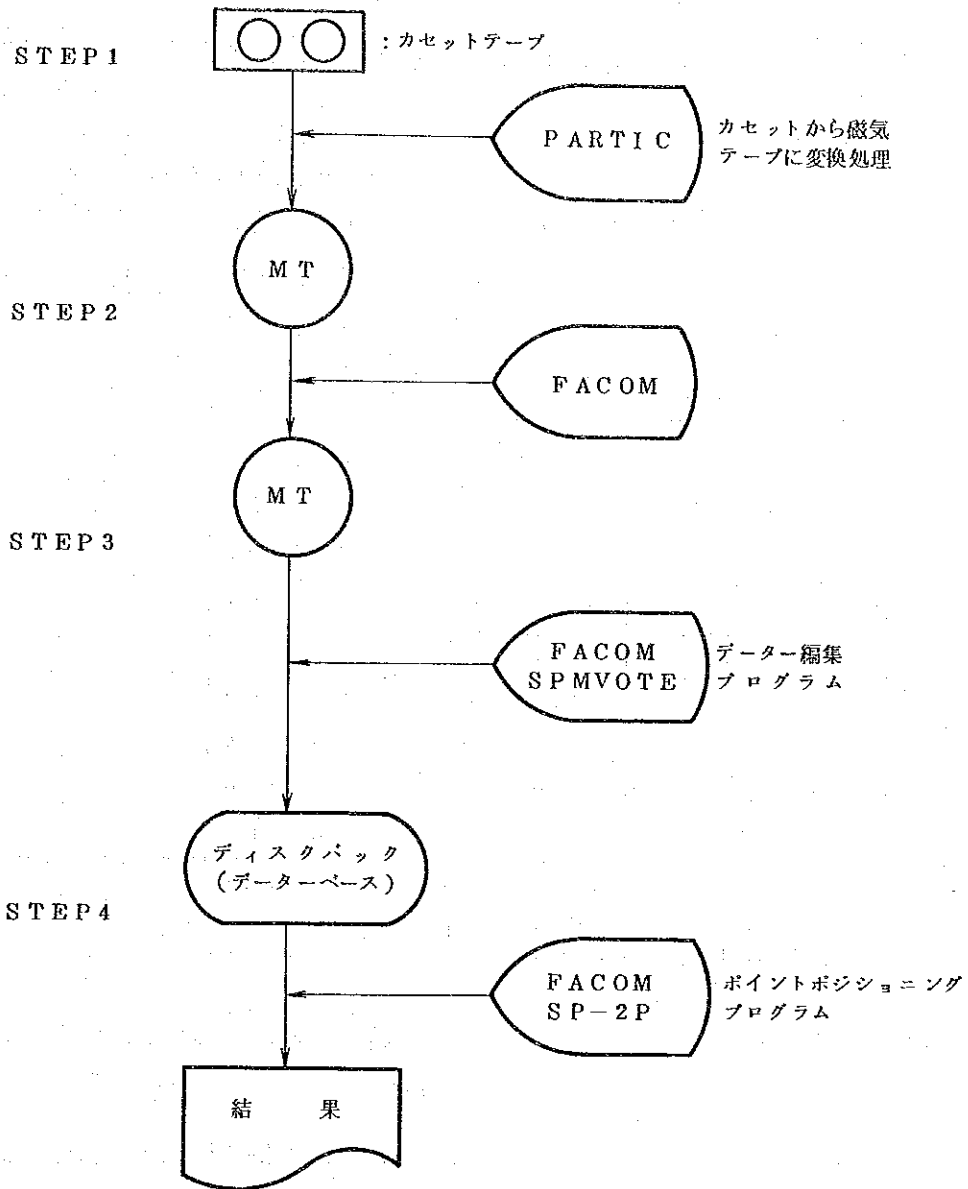 STEP1
:カセットテープ
PARTIC
カセットから磁気
テープに変換処理
MT
STEP2
FACOM
MT
STEP3
FACOM
SPMVOTE
データー編集
プログラム
ディスクパック
(データーベース)
STEP4
FACOM
SP-2P
ポイントポジショニング
プログラム
結果